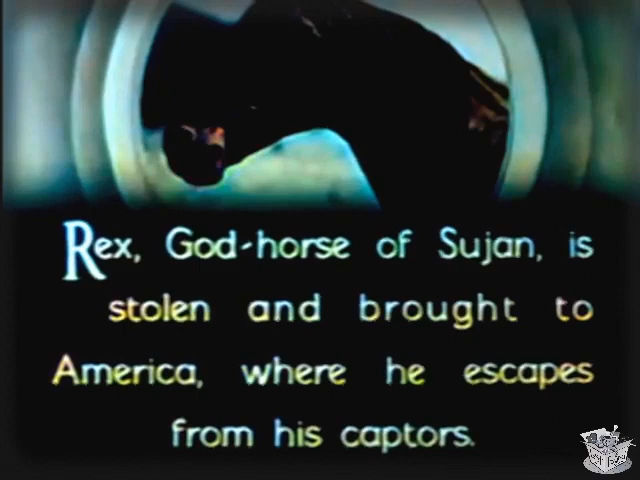 Rex, God-horse of Sujan, is
stolen and brought to
America, where he escapes
from his captors.